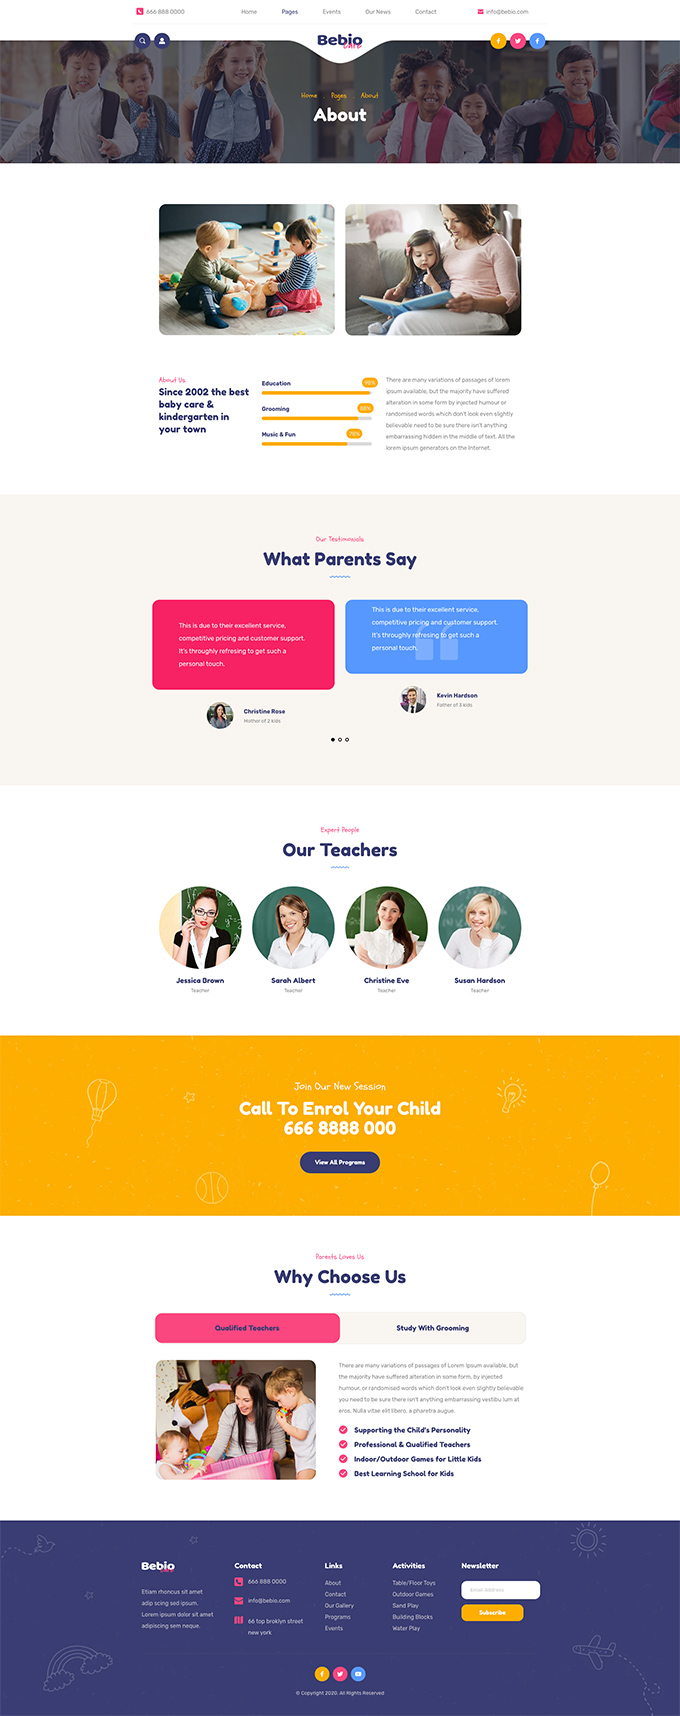 666 888 0000
Home
Pages
Events
Our News
Contact
info@bebio.com
Bebio
care
Home
Pages
About
About
About Us
Since 2002 the best
baby care &
kindergarten in
your town
Education
90%
Grooming
88%
Music & Fun
78%
There are many variations of passages of lorem
ipsum available, but the majority have suffered
alteration in some form by injected humour or
randomised words which don't look even slightly
believable need to be sure there isn't anything
embarrassing hidden in the middle of text. All the
lorem ipsum generators on the Internet.
Our Testimonials
What Parents Say
This is due to their excellent service,
competitive pricing and customer support.
It's throughly refresing to get such a
personal touch.
Christine Rose
Mother of 2 kids
This is due to their excellent service,
competitive pricing and customer support.
It's throughly refresing to get such a
personal touch.
Kevin Hardson
Father of 3 kids
Expert People
Our Teachers
Jessica Brown
Teacher
Sarah Albert
Teacher
Christine Eve
Teacher
Susan Hardson
Teacher
Join Our New Session
Call To Enrol Your Child
666 8888 000
View All Programs
Parents Loves Us
Why Choose Us
Qualified Teachers
Study With Grooming
There are many variations of passages of Lorem Ipsum available, but
the majority have suffered alteration in some form, by injected
humour, or randomised words which don't look even slightly believable
you need to be sure there isn't anything embarrassing vestibu lum at
eros. Nulla vitae elit libero, a pharetra augue.
Supporting the Child's Personality
Professional & Qualified Teachers
Indoor/Outdoor Games for Little Kids
Best Learning School for Kids
Bebio
care
Etiam rhoncus sit amet
adip scing sed ipsum.
Lorem ipsum dolor sit amet
adipiscing sem neque.
Contact
666 888 0000
info@bebio.com
66 top broklyn street
new york
Links
About
Contact
Our Gallery
Programs
Events
Activities
Table/Floor Toys
Outdoor Games
Sand Play
Building Blocks
Water Play
Newsletter
Email Address
Subscribe
© Copyright 2020. All Rights Reserved